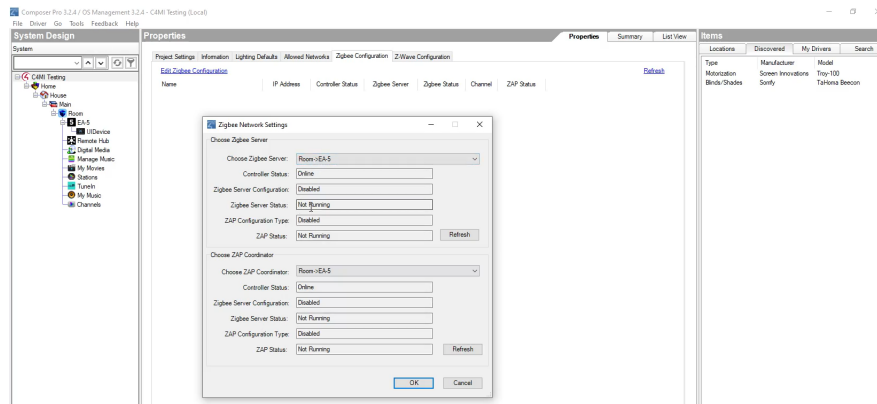 Composer Pro 3.2.4 / OS Management 3.2.4 - C4MI Testing (Local)
File Driver Go Tools Feedback Help
System Design
Properties
Properties Summary List View
Items
System
Locations Discovered My Drivers Search
Project Settings Information Lighting Defaults Allowed Networks Zigbee Configuration Z-Wave Configuration
Type Manufacturer Model
Edit Zigbee Configuration
Refresh
Motorization Screen Innovations Troy-100
Blinds/Shades Somfy TaHoma Beecon
Name IP Address Controller Status Zigbee Server Zigbee Status Channel ZAP Status
C4MI Testing
Home
House
Main
Room
EA-5
UIDevice
Remote Hub
Digital Media
Manage Music
My Movies
Stations
TuneIn
My Music
Channels
Zigbee Network Settings
Choose Zigbee Server
Choose Zigbee Server: Room->EA-5
Controller Status: Online
Zigbee Server Configuration: Disabled
Zigbee Server Status: Not Running
ZAP Configuration Type: Disabled
ZAP Status: Not Running
Refresh
Choose ZAP Coordinator
Choose ZAP Coordinator: Room->EA-5
Controller Status: Online
Zigbee Server Configuration: Disabled
Zigbee Server Status: Not Running
ZAP Configuration Type: Disabled
ZAP Status: Not Running
Refresh
OK Cancel